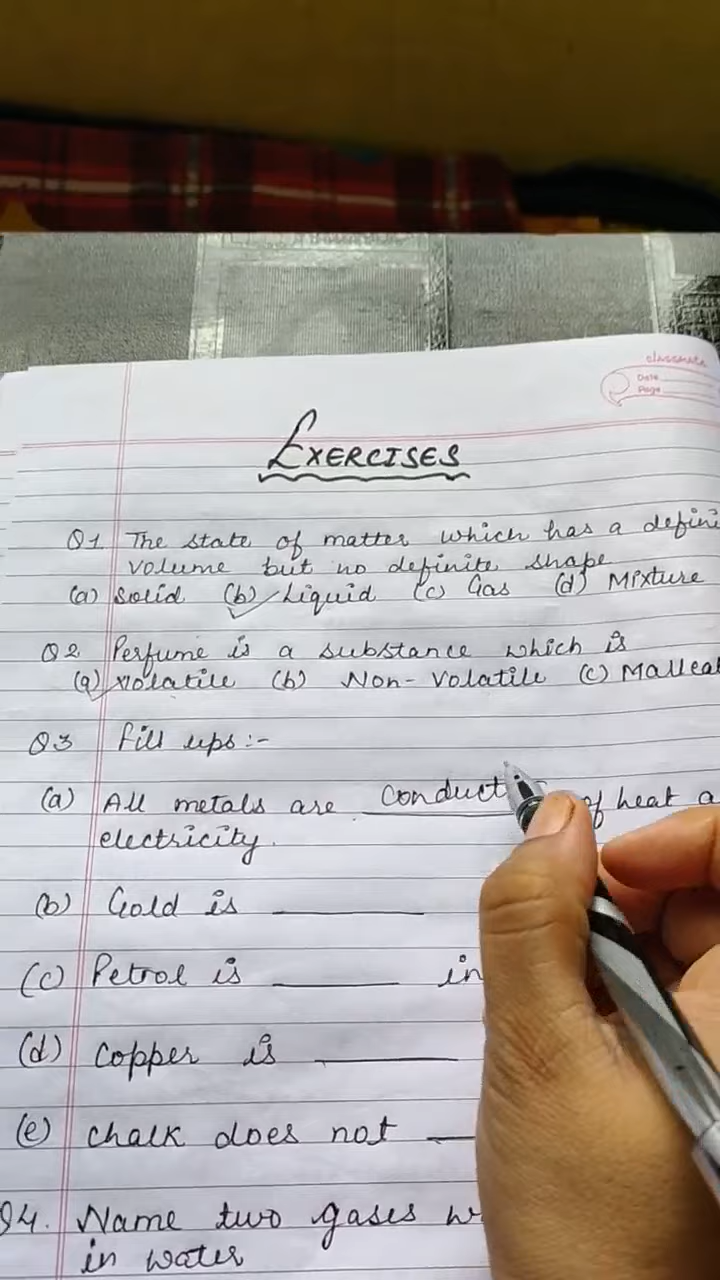 classmate
Date
Page
EXERCISES
Q1 The state of matter which has a defini
volume but no definite shape
(a) Solid (b) Liquid (c) Gas (d) Mixture
Q2 Perfume is a substance which is
(a) Volatile (b) Non-Volatile (c) Malleab
Q3 Fill ups:-
(a) All metals are conduct of heat a
electricity.
(b) Gold is
(c) Petrol is in
(d) Copper is
(e) Chalk does not
Q4. Name two gases w
in water